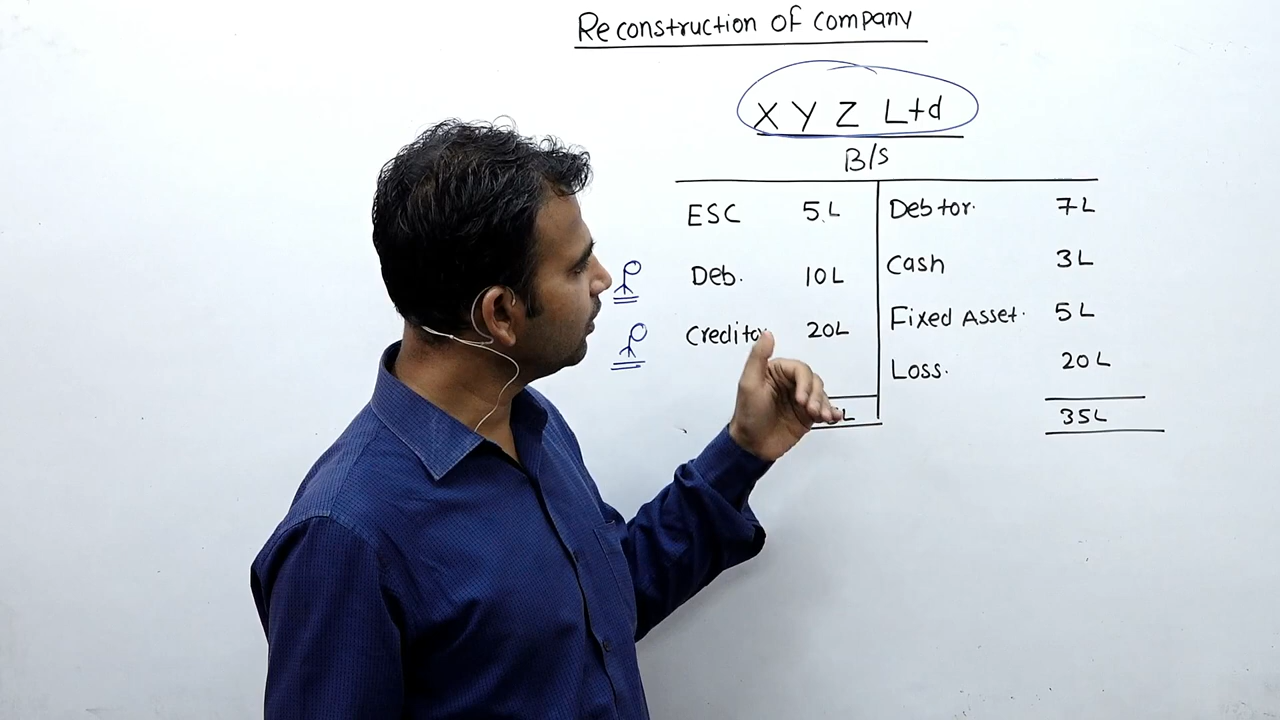 Reconstruction of company
XYZ Ltd
B/s
ESC 5L Debtor. 7L
Deb. 10L Cash 3L
20L Fixed Asset. 5L
Loss. 20L
L 35L